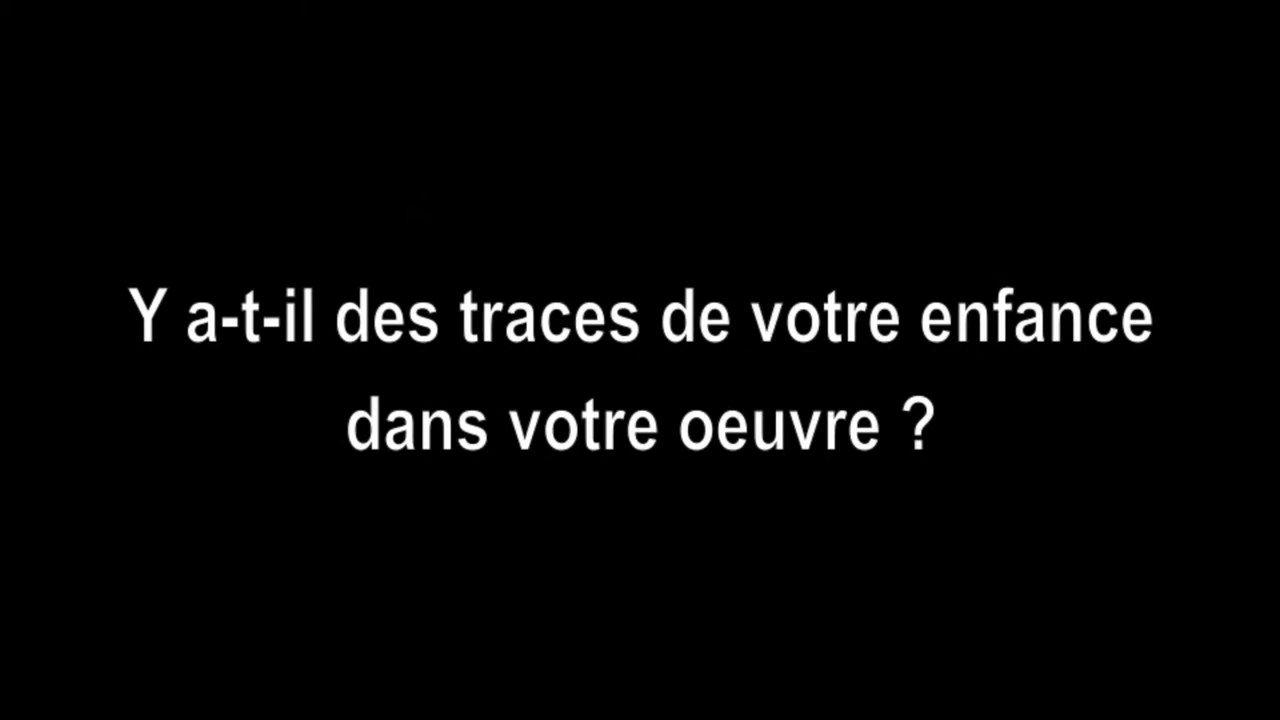 Y a-t-il des traces de votre enfance
dans votre oeuvre ?